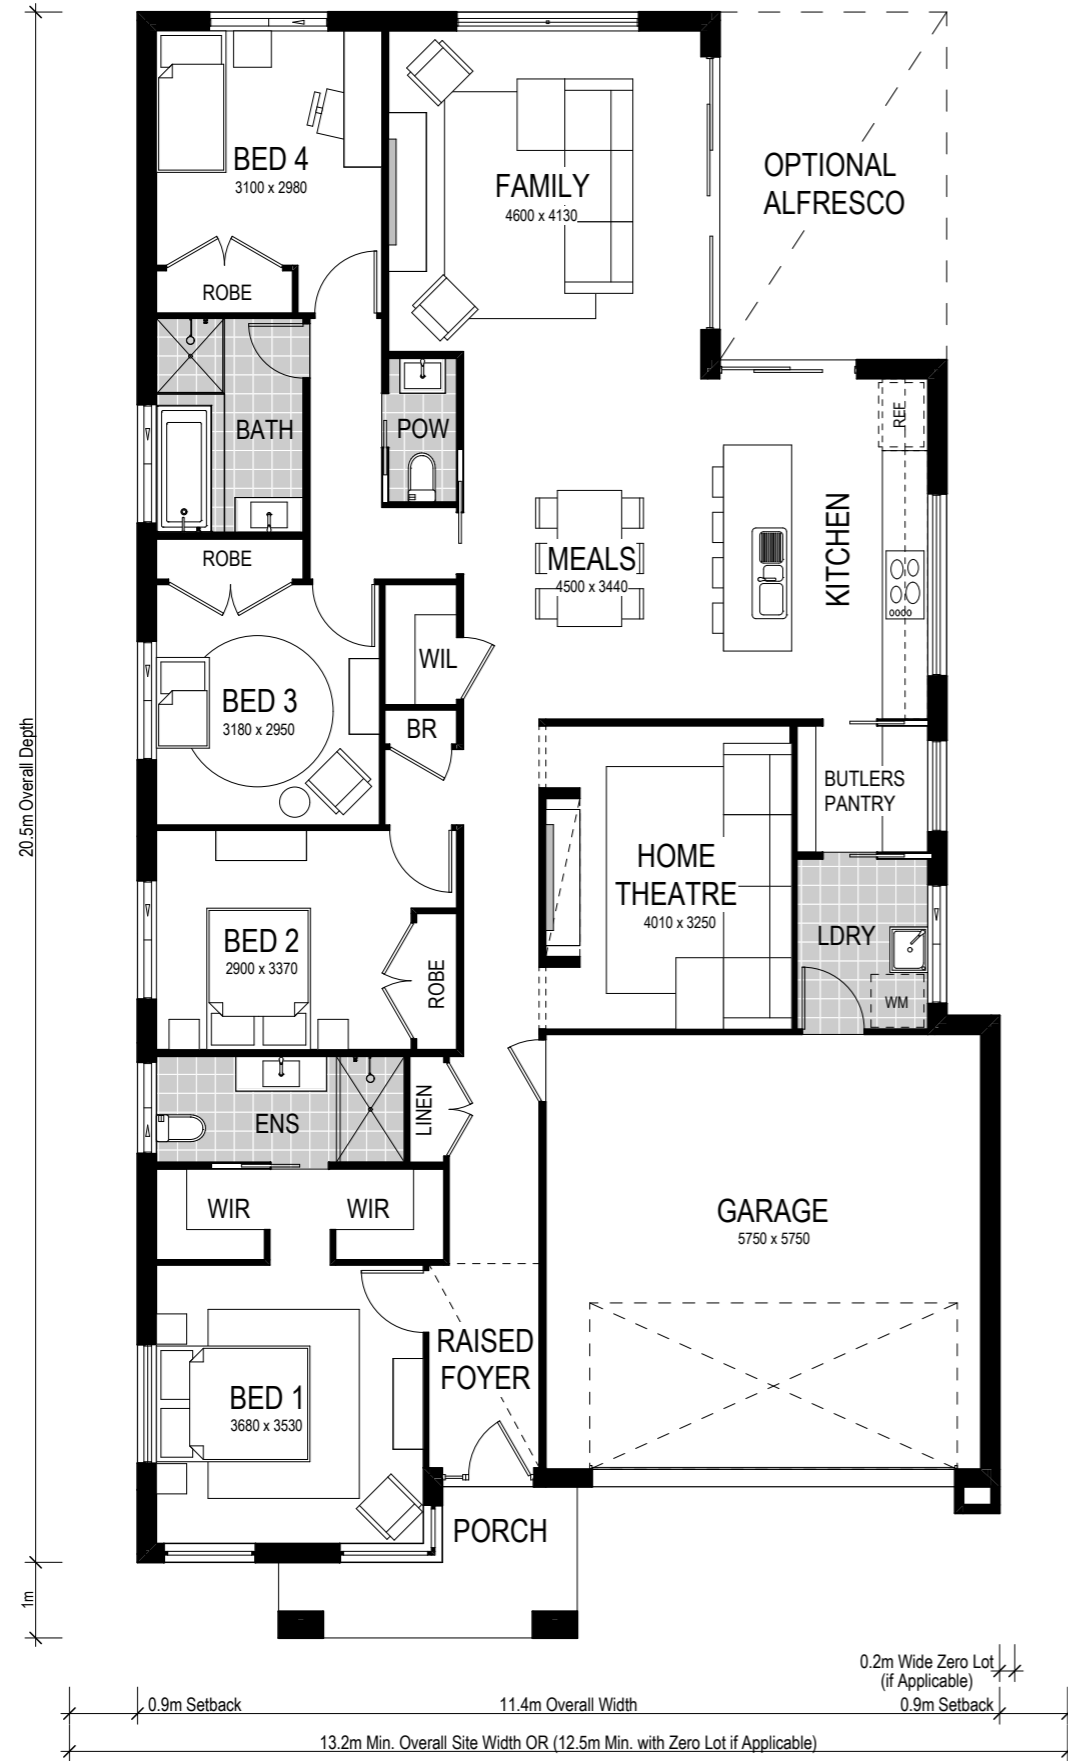 BED 4
3100 x 2980
FAMILY
4600 x 4130
OPTIONAL
ALFRESCO
ROBE
BATH
POW
REF
KITCHEN
ROBE
MEALS
4500 x 3440
WIL
BED 3
3180 x 2950
BR
20.5m Overall Depth
BUTLERS
PANTRY
HOME
THEATRE
4010 x 3250
BED 2
2900 x 3370
ROBE
LDRY
WM
LINEN
ENS
WIR
WIR
GARAGE
5750 x 5750
RAISED
FOYER
BED 1
3680 x 3530
PORCH
1m
0.2m Wide Zero Lot
(if Applicable)
0.9m Setback
11.4m Overall Width
0.9m Setback
13.2m Min. Overall Site Width OR (12.5m Min. with Zero Lot if Applicable)